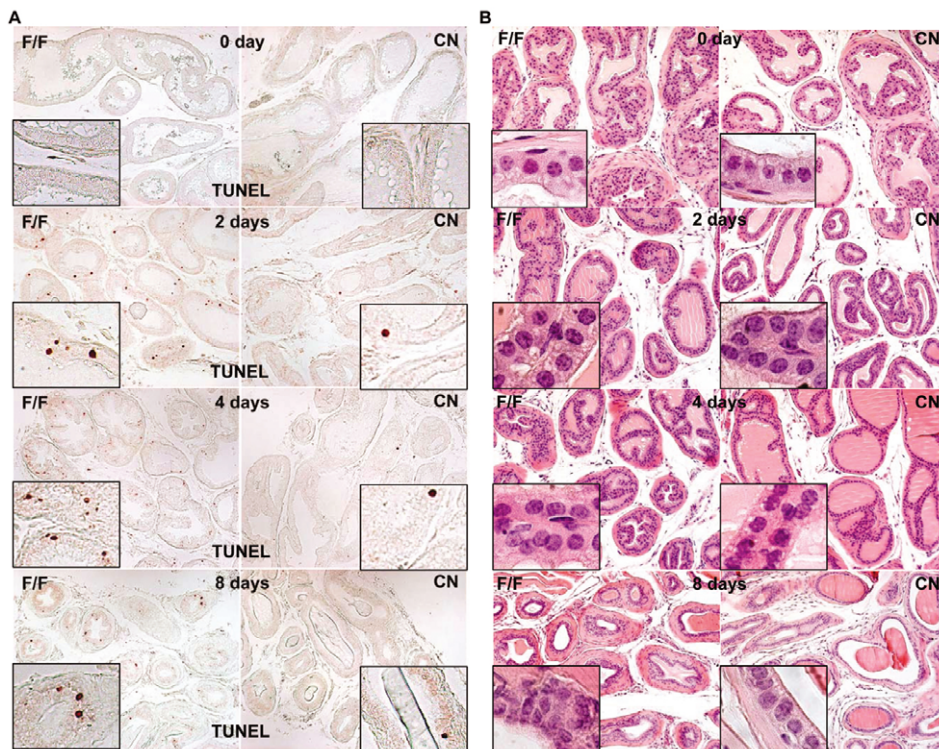 A
B
F/F 0 day CN
TUNEL
F/F 0 day CN
F/F 2 days CN
TUNEL
F/F 2 days CN
F/F 4 days CN
TUNEL
F/F 4 days CN
F/F 8 days CN
TUNEL
F/F 8 days CN